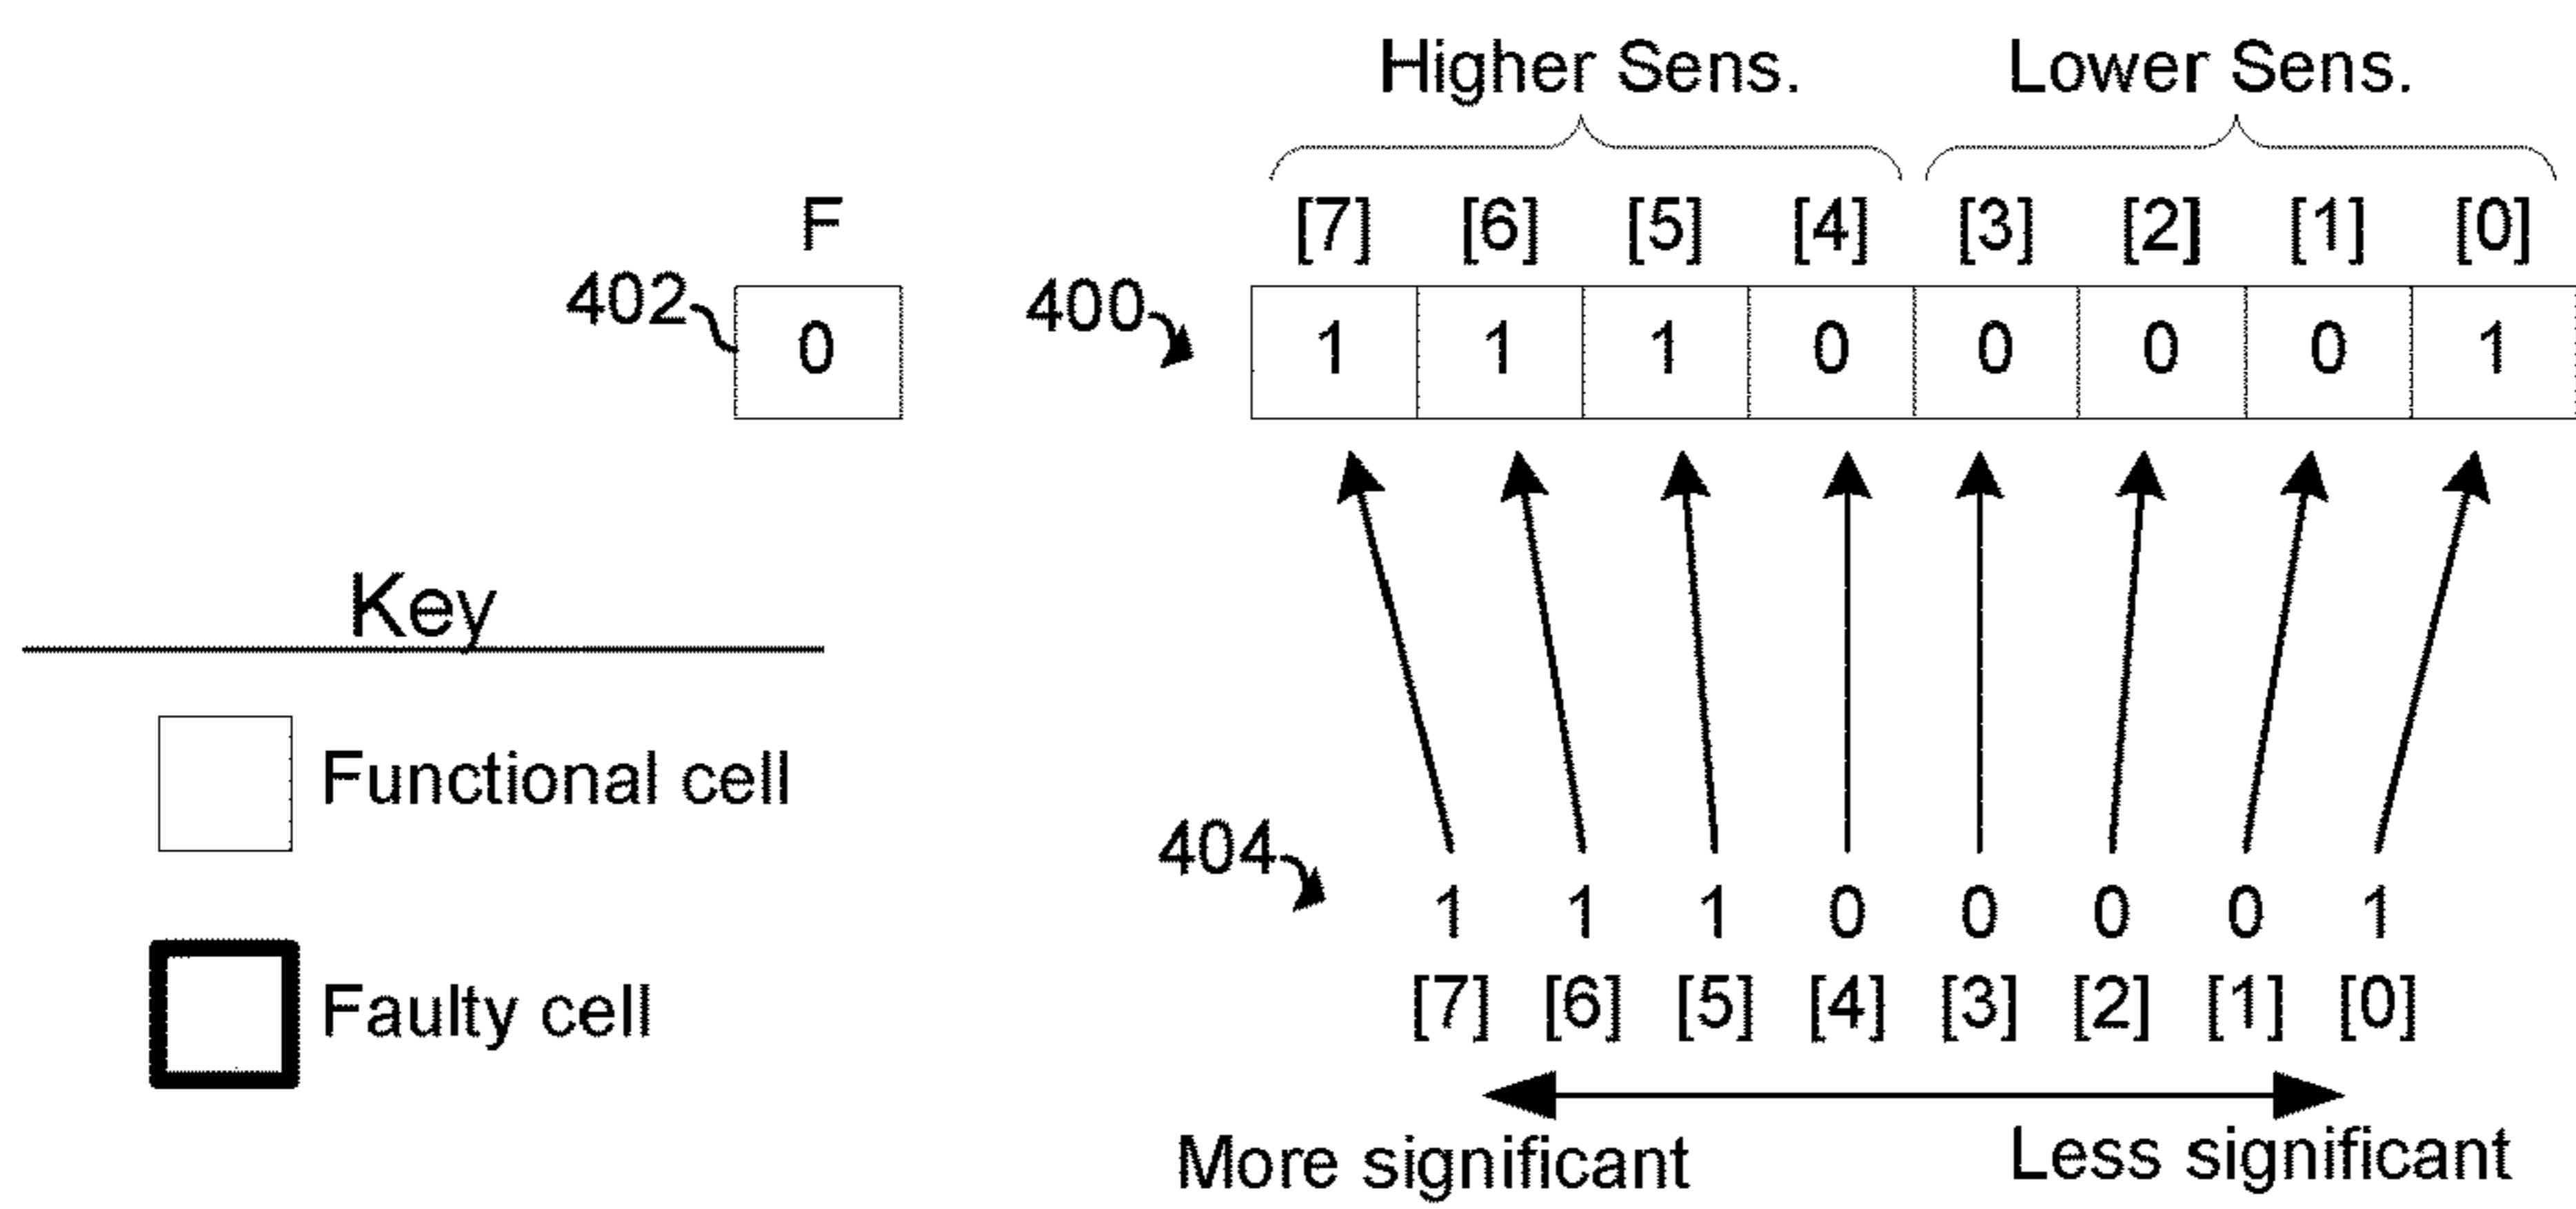 Higher Sens. Lower Sens.
F [7] [6] [5] [4] [3] [2] [1] [0]
402 0 400 1 1 1 0 0 0 0 1
Key
Functional cell
404
1 1 1 0 0 0 0 1
Faulty cell [7] [6] [5] [4] [3] [2] [1] [0]
More significant Less significant